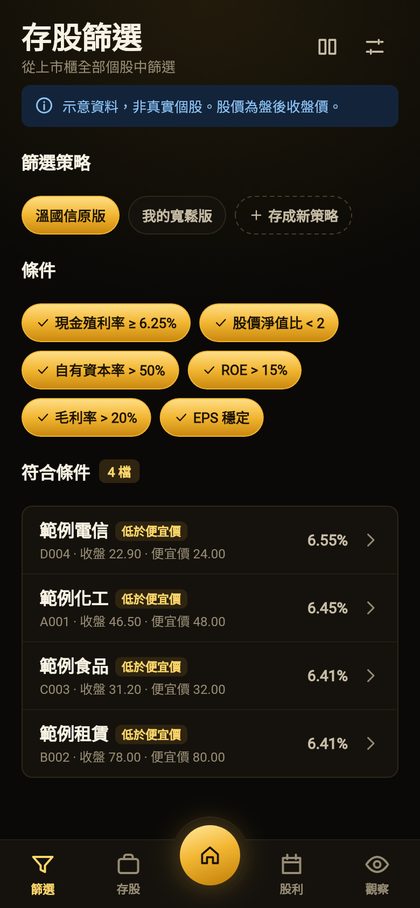 存股篩選
從上市櫃全部個股中篩選
示意資料，非真實個股。股價為盤後收盤價。
篩選策略
溫國信原版 我的寬鬆版 + 存成新策略
條件
現金殖利率 ≥ 6.25% 股價淨值比 < 2
自有資本率 > 50% ROE > 15%
毛利率 > 20% EPS 穩定
符合條件 4 檔
範例電信 低於便宜價
D004 · 收盤 22.90 · 便宜價 24.00
6.55%
範例化工 低於便宜價
A001 · 收盤 46.50 · 便宜價 48.00
6.45%
範例食品 低於便宜價
C003 · 收盤 31.20 · 便宜價 32.00
6.41%
範例租賃 低於便宜價
B002 · 收盤 78.00 · 便宜價 80.00
6.41%
篩選 存股 股利 觀察